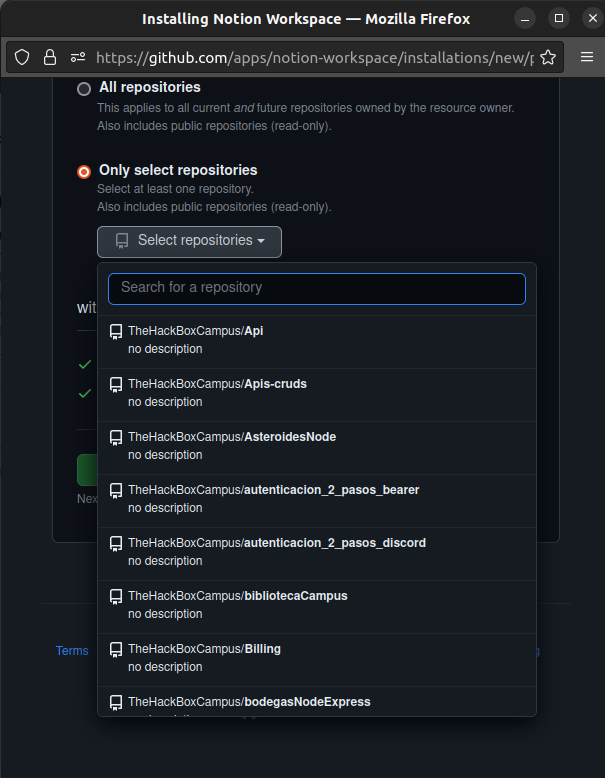 Installing Notion Workspace — Mozilla Firefox
https://github.com/apps/notion-workspace/installations/new/
All repositories
This applies to all current and future repositories owned by the resource owner.
Also includes public repositories (read-only).
Only select repositories
Select at least one repository.
Also includes public repositories (read-only).
Select repositories
Search for a repository
wit
TheHackBoxCampus/Api
no description
TheHackBoxCampus/Apis-cruds
no description
TheHackBoxCampus/AsteroidesNode
no description
TheHackBoxCampus/autenticacion_2_pasos_bearer
no description
Nex
TheHackBoxCampus/autenticacion_2_pasos_discord
no description
TheHackBoxCampus/bibliotecaCampus
no description
Terms
TheHackBoxCampus/Billing
no description
TheHackBoxCampus/bodegasNodeExpress